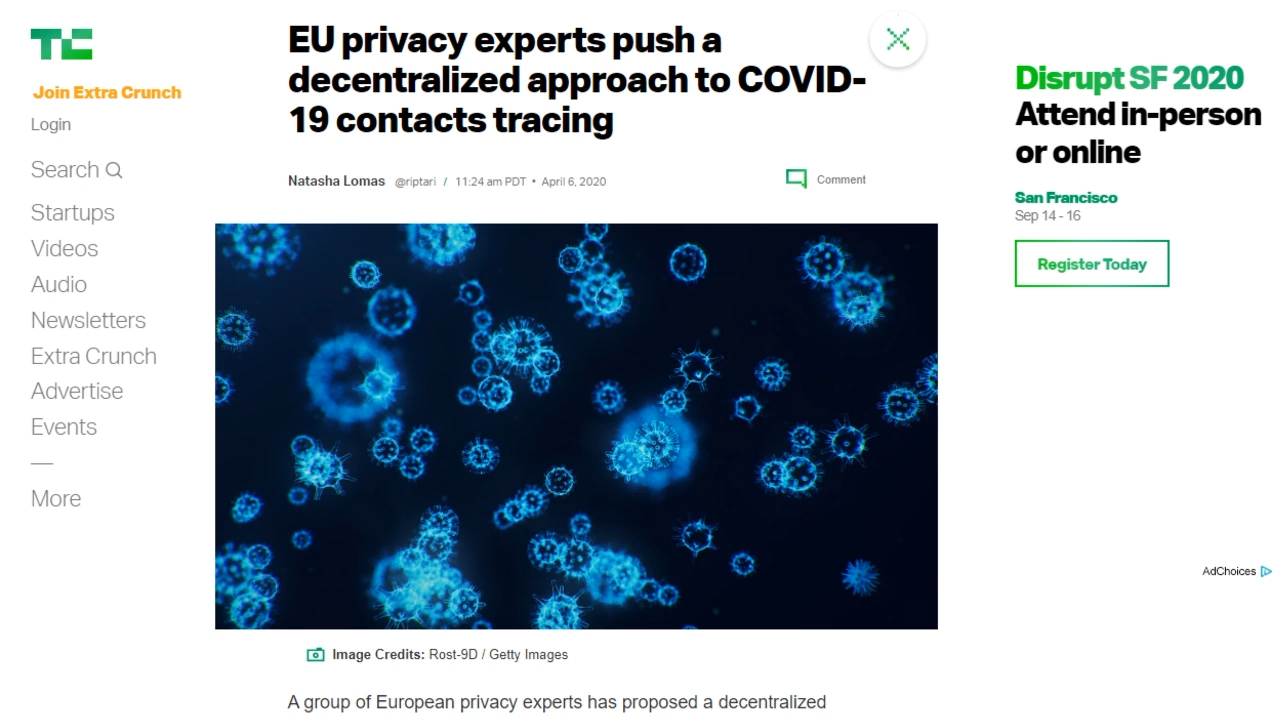 TC
Join Extra Crunch
Login
Search
Startups
Videos
Audio
Newsletters
Extra Crunch
Advertise
Events
—
More
EU privacy experts push a
decentralized approach to COVID-
19 contacts tracing
Natasha Lomas @riptari / 11:24 am PDT • April 6, 2020
Comment
Image Credits: Rost-9D / Getty Images
A group of European privacy experts has proposed a decentralized
Disrupt SF 2020
Attend in-person
or online
San Francisco
Sep 14 - 16
Register Today
AdChoices